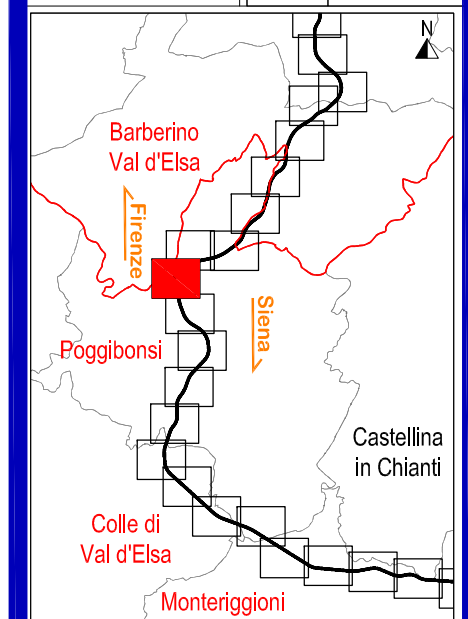 N
Barberino
Val d'Elsa
Firenze
Siena
Poggibonsi
Castellina
in Chianti
Colle di
Val d'Elsa
Monteriggioni